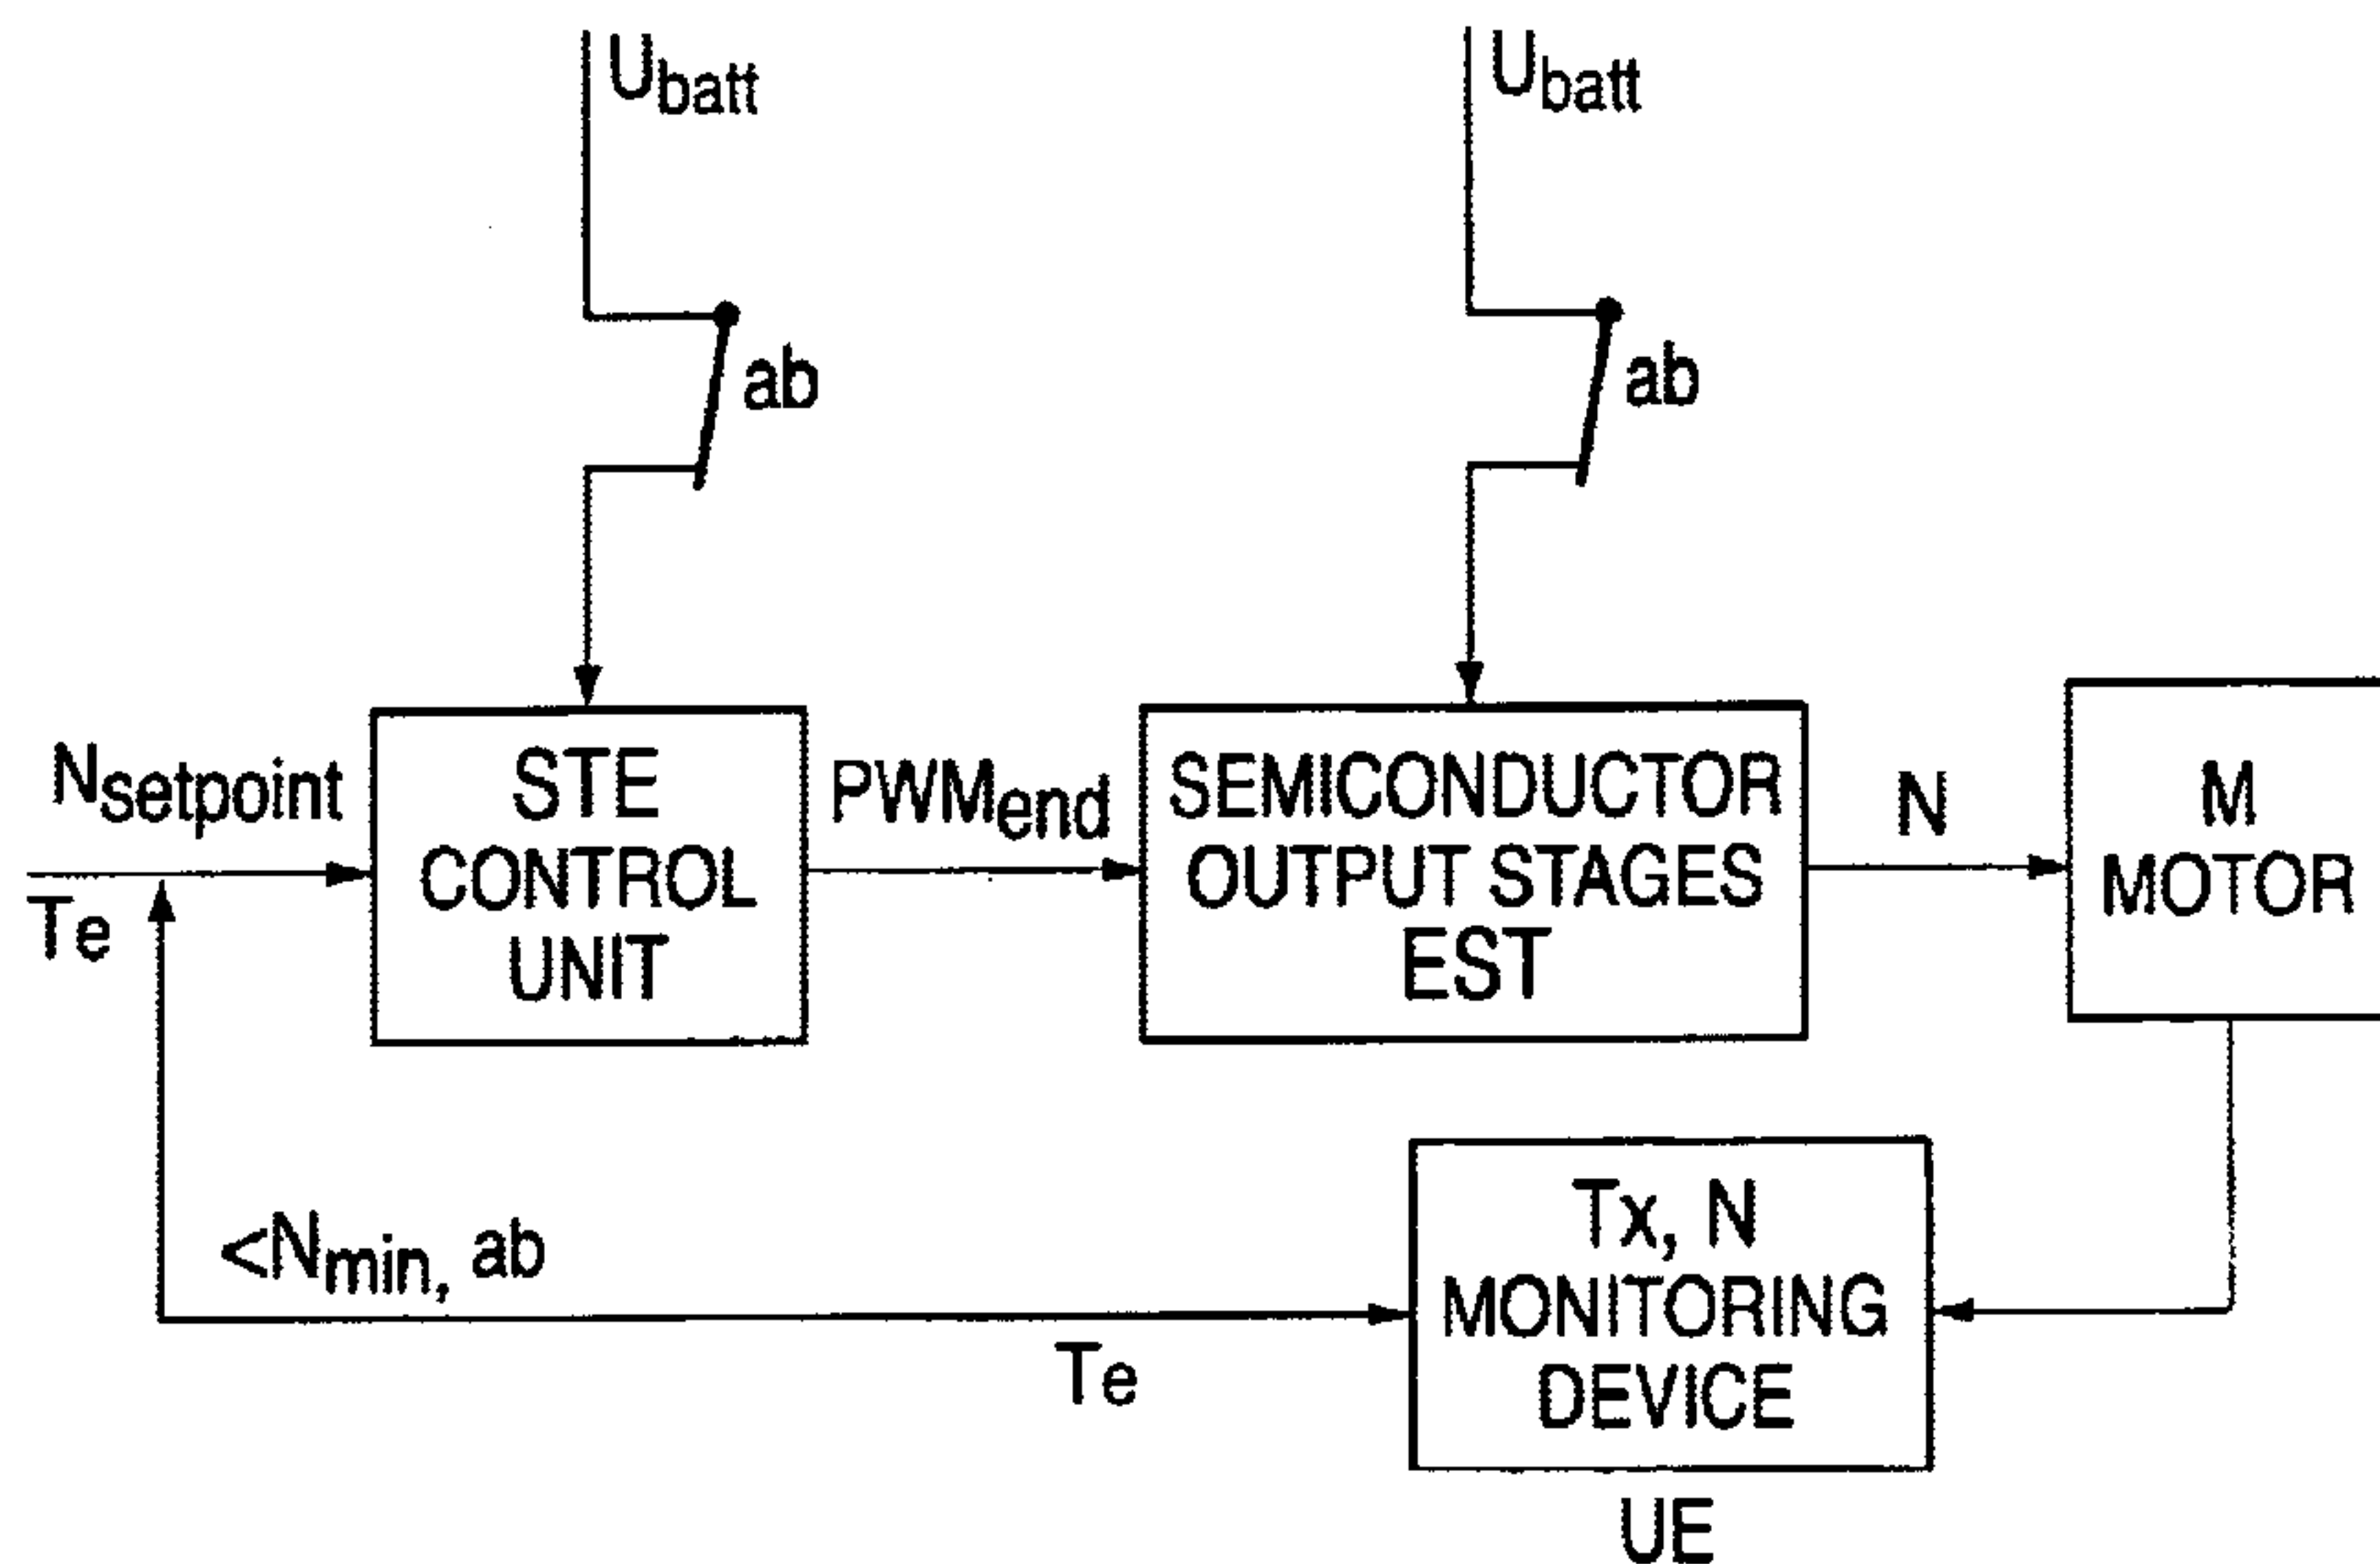 Ubatt
Ubatt
ab
ab
Nsetpoint
Te
STE
CONTROL
UNIT
PWMend
SEMICONDUCTOR
OUTPUT STAGES
EST
N
M
MOTOR
<Nmin, ab
Te
Tx, N
MONITORING
DEVICE
UE